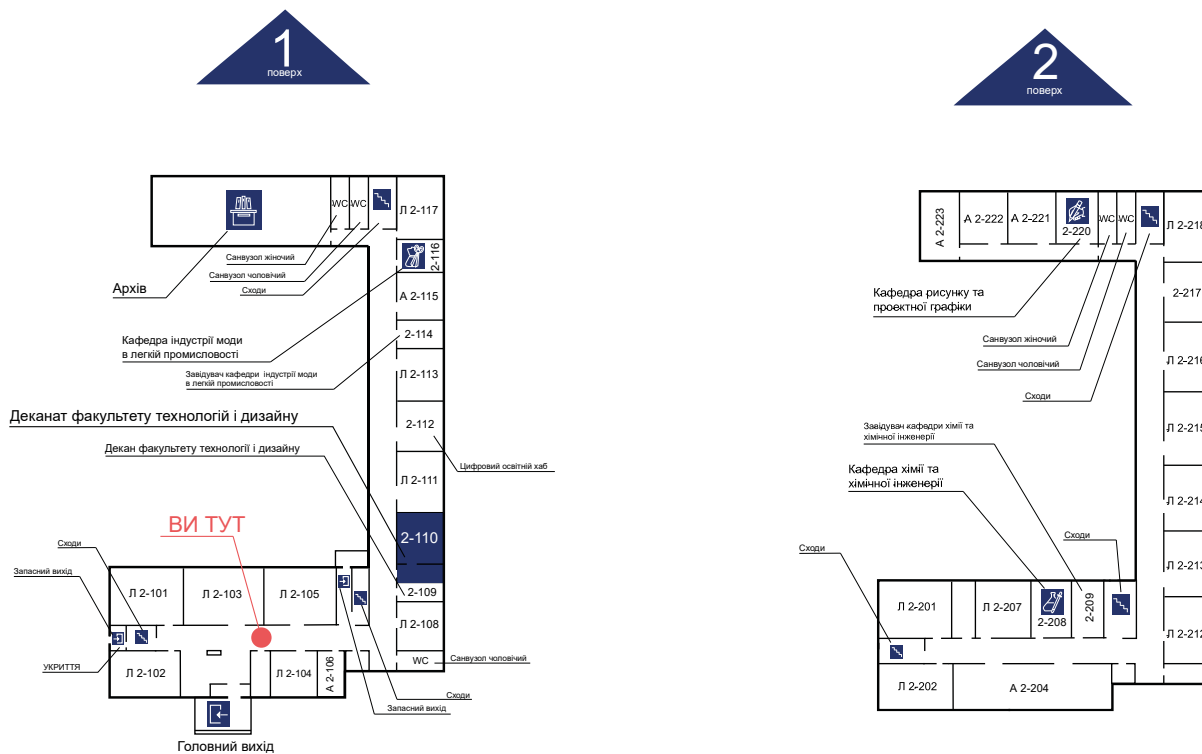 1
поверх
WC
WC
Л 2-117
2-116
Санвузол жіночий
Санвузол чоловічий
Сходи
Архів
А 2-115
Кафедра індустрії моди
в легкій промисловості
2-114
Завідувач кафедри індустрії моди
в легкій промисловості
Л 2-113
Деканат факультету технологій і дизайну
2-112
Декан факультету технології і дизайну
Цифровий освітній хаб
Л 2-111
ВИ ТУТ
2-110
Сходи
Запасний вихід
Л 2-101
Л 2-103
Л 2-105
2-109
Л 2-108
УКРИТТЯ
Л 2-102
Л 2-104
А 2-106
WC
Санвузол чоловічий
Сходи
Запасний вихід
Головний вихід
2
поверх
А 2-223
А 2-222
А 2-221
2-220
WC
WC
Л 2-218
Кафедра рисунку та
проектної графіки
2-217
Санвузол жіночий
Санвузол чоловічий
Л 2-216
Сходи
Завідувач кафедри хімії та
хімічної інженерії
Л 2-215
Кафедра хімії та
хімічної інженерії
Л 2-214
Сходи
Сходи
Л 2-213
Л 2-201
Л 2-207
2-208
2-209
Л 2-212
Л 2-202
А 2-204